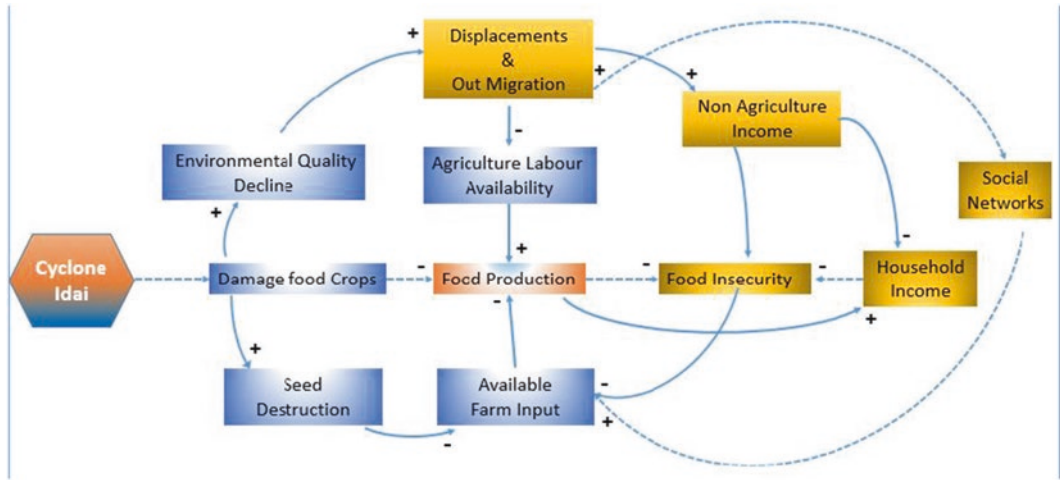 Displacements
&
Out Migration
+
+
+
Non Agriculture
Income
-
Environmental Quality
Decline
Agriculture Labour
Availability
Social
Networks
+
+
-
Cyclone
Idai
Damage food Crops
-
Food Production
-
Food Insecurity
-
Household
Income
-
+
+
Seed
Destruction
-
Available
Farm Input
-
+